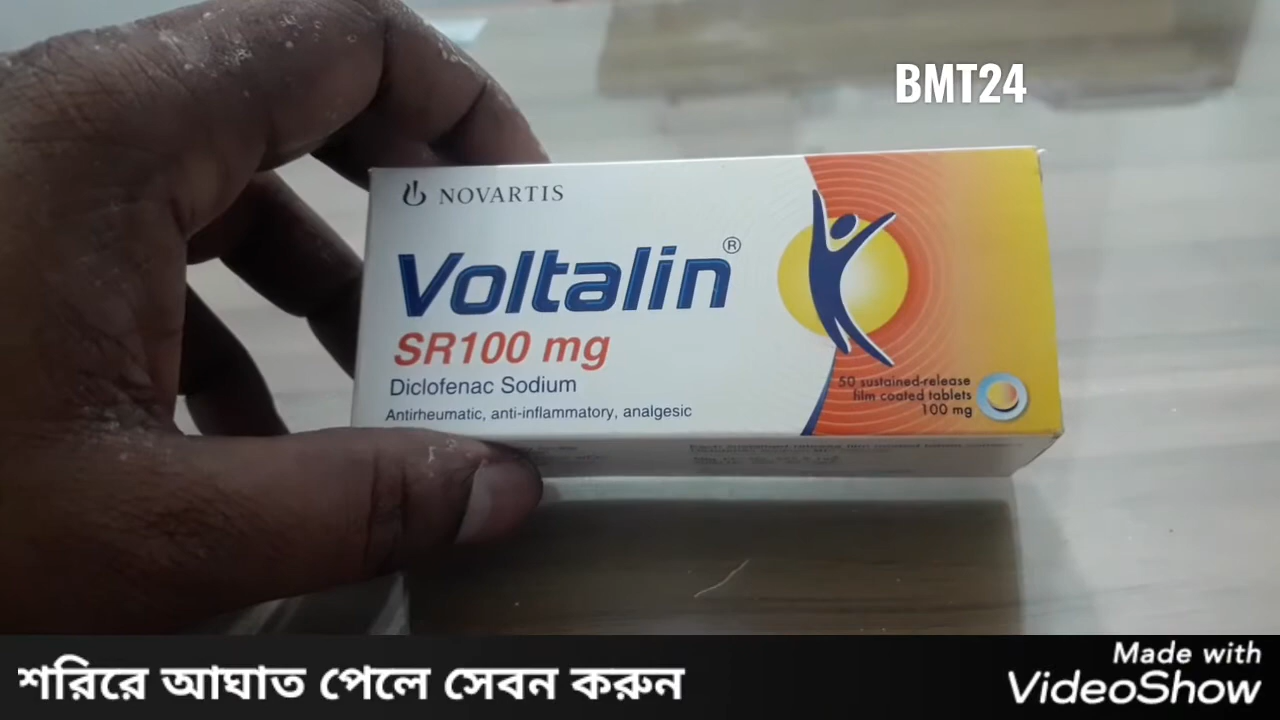 BMT24
NOVARTIS
Voltalin®
SR100 mg
Diclofenac Sodium
Antirheumatic, anti-inflammatory, analgesic
50 sustained-release
film coated tablets
100 mg
শরিরে আঘাত পেলে সেবন করুন
Made with
VideoShow